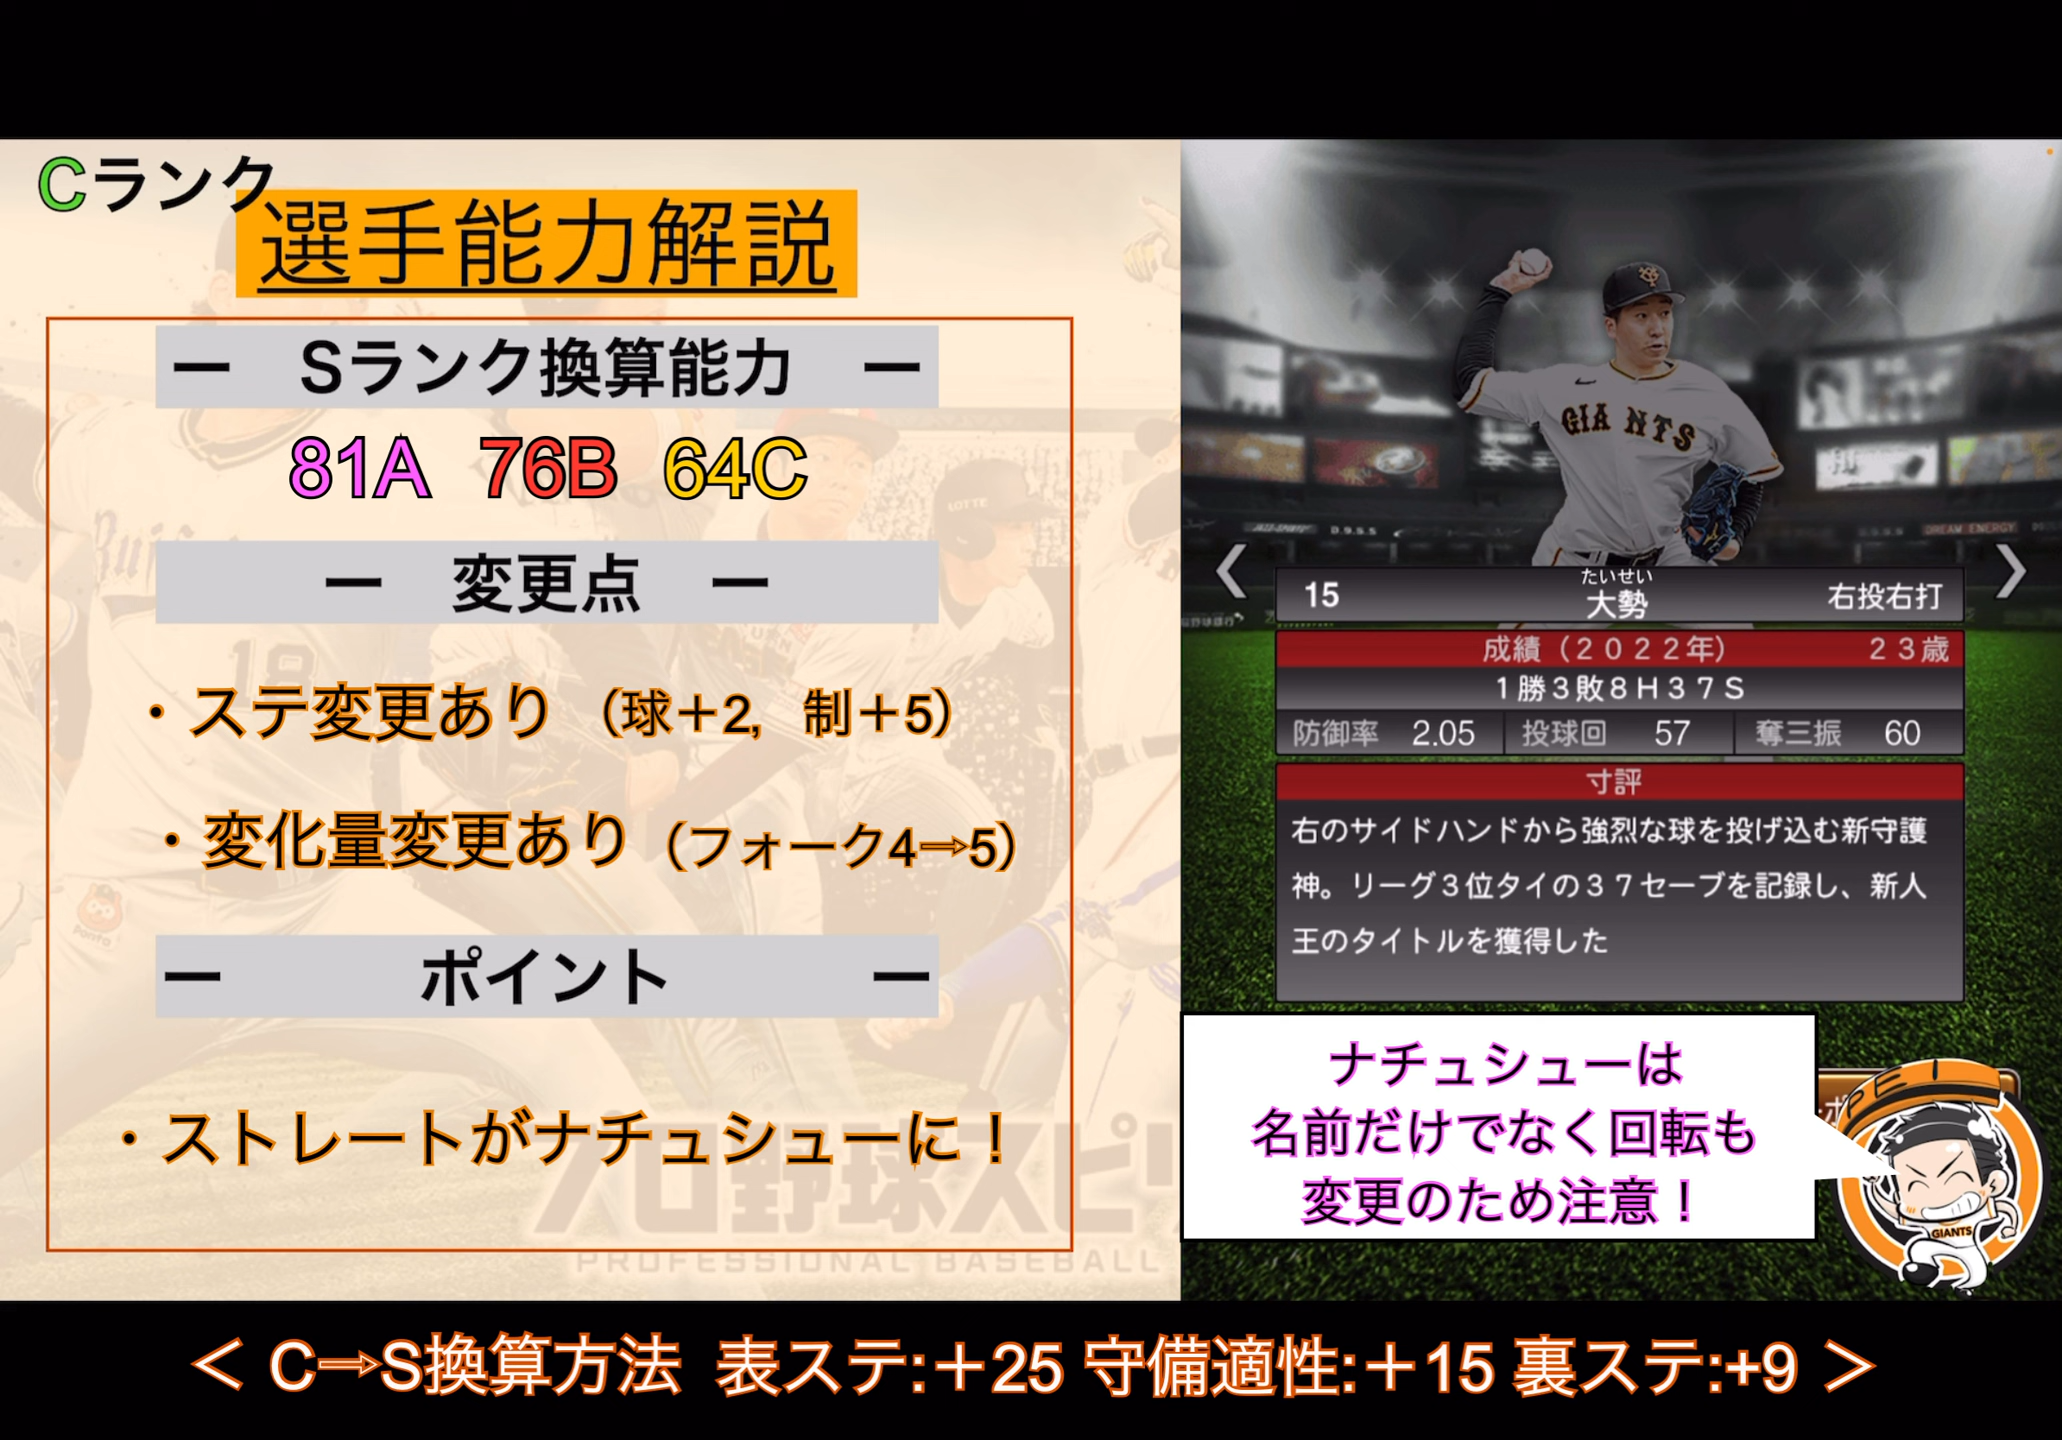 Cランク
選手能力解説
ー Sランク換算能力 ー
81A 76B 64C
ー 変更点 ー
・ステ変更あり（球＋2, 制＋5）
・変化量変更あり（フォーク4→5）
ー ポイント ー
・ストレートがナチュシューに！
プロ野球スピ
PROFESSIONAL BASEBALL
GIANTS
15 たいせい 大勢 右投右打
成績（２０２２年） ２３歳
１勝３敗８Ｈ３７Ｓ
防御率 2.05 投球回 57 奪三振 60
寸評
右のサイドハンドから強烈な球を投げ込む新守護
神。リーグ３位タイの３７セーブを記録し、新人
王のタイトルを獲得した
ナチュシューは
名前だけでなく回転も
変更のため注意！
PEI
GIANTS
＜ C→S換算方法 表ステ:＋25 守備適性:＋15 裏ステ:+9 ＞